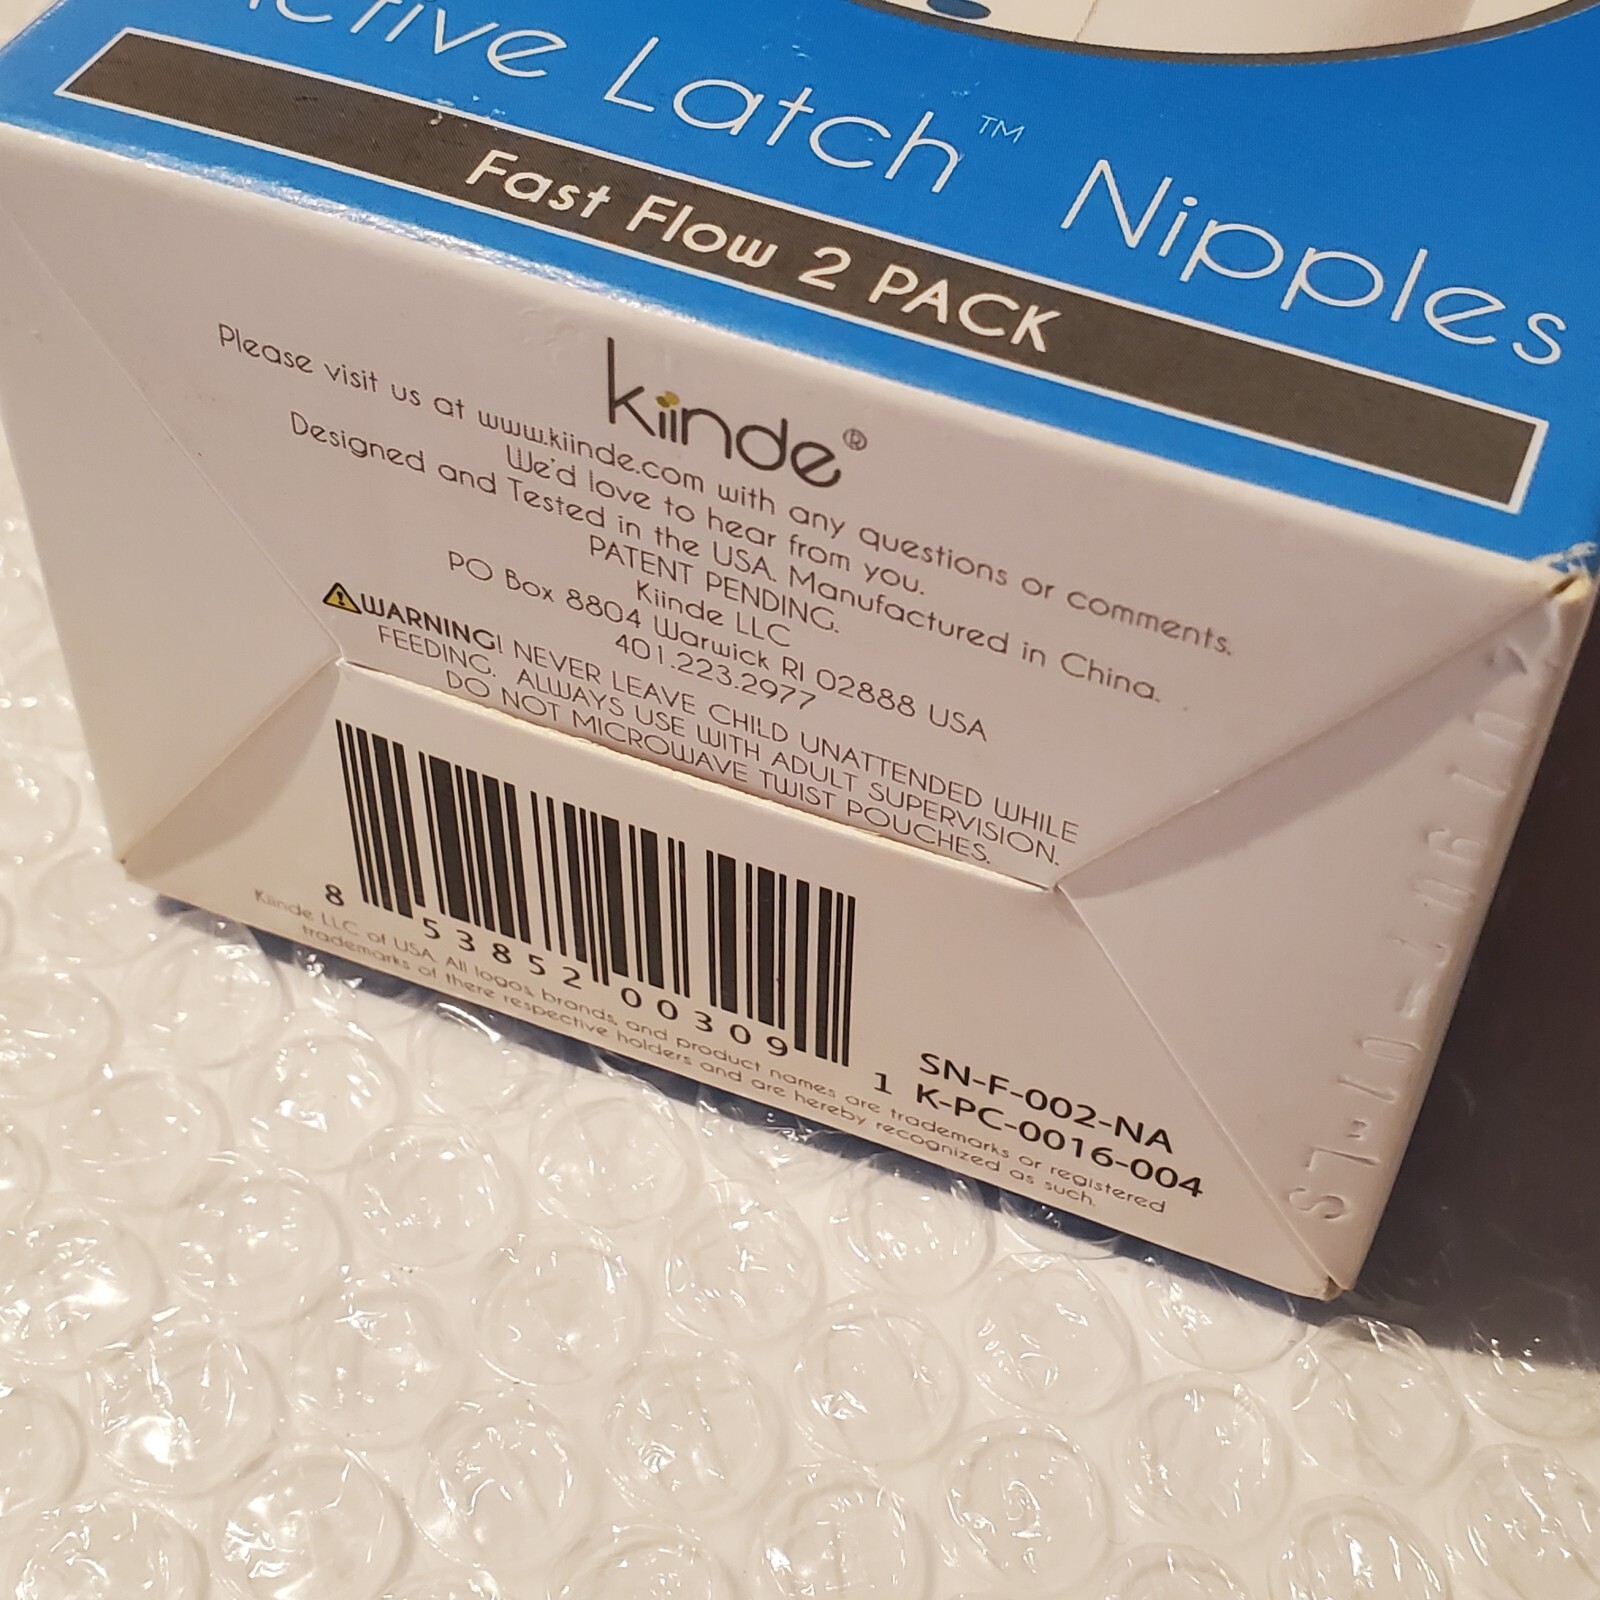 Active Latch™ Nipples
Fast Flow 2 PACK
kiinde®
Please visit us at www.kiinde.com with any questions or comments.
We'd love to hear from you.
Designed and Tested in the USA. Manufactured in China.
PATENT PENDING.
Kiinde LLC
PO Box 8804 Warwick RI 02888 USA
401.223.2977
WARNING! NEVER LEAVE CHILD UNATTENDED WHILE
FEEDING. ALWAYS USE WITH ADULT SUPERVISION.
DO NOT MICROWAVE TWIST POUCHES.
8 53852 00309 1
SN-F-002-NA
K-PC-0016-004
Kiinde LLC of USA. All logos, brands, and product names are trademarks or registered
trademarks of there respective holders and are hereby recognized as such.